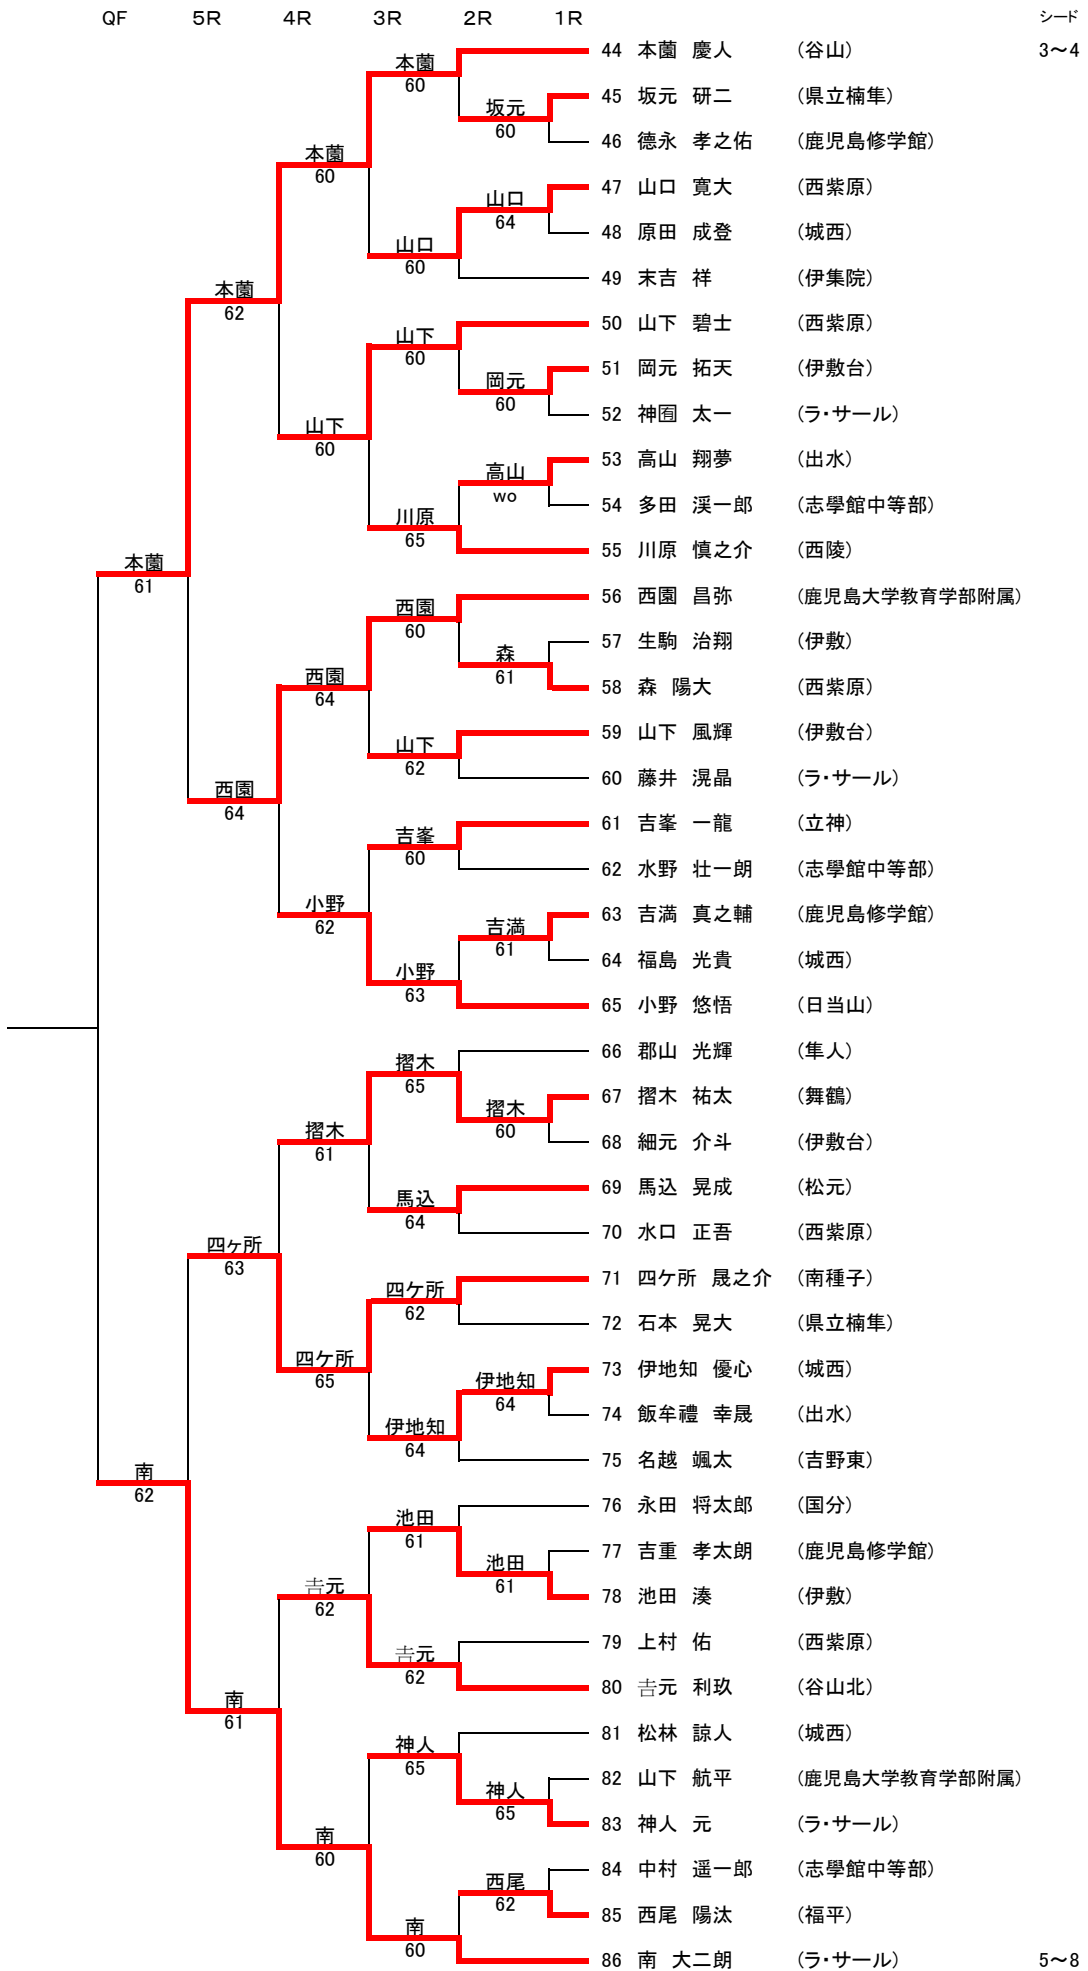 QF 5R 4R 3R 2R 1R シード
44 本薗 慶人 (谷山) 3~4
本薗
60
45 坂元 研二 (県立楠隼)
坂元
60
46 德永 孝之佑 (鹿児島修学館)
本薗
60
47 山口 寛大 (西紫原)
山口
64
48 原田 成登 (城西)
山口
60
49 末吉 祥 (伊集院)
本薗
62
50 山下 碧士 (西紫原)
山下
60
51 岡元 拓天 (伊敷台)
岡元
60
52 神囿 太一 (ラ・サール)
山下
60
53 高山 翔夢 (出水)
高山
wo
54 多田 渓一郎 (志學館中等部)
川原
65
55 川原 慎之介 (西陵)
本薗
61
56 西園 昌弥 (鹿児島大学教育学部附属)
西園
60
57 生駒 治翔 (伊敷)
森
61
58 森 陽大 (西紫原)
西園
64
59 山下 風輝 (伊敷台)
山下
62
60 藤井 滉晶 (ラ・サール)
西園
64
61 吉峯 一龍 (立神)
吉峯
60
62 水野 壮一朗 (志學館中等部)
小野
62
63 吉満 真之輔 (鹿児島修学館)
吉満
61
64 福島 光貴 (城西)
小野
63
65 小野 悠悟 (日当山)
66 郡山 光輝 (隼人)
摺木
65
67 摺木 祐太 (舞鶴)
摺木
60
68 細元 介斗 (伊敷台)
摺木
61
69 馬込 晃成 (松元)
馬込
64
70 水口 正吾 (西紫原)
四ヶ所
63
71 四ケ所 晟之介 (南種子)
四ケ所
62
72 石本 晃大 (県立楠隼)
四ケ所
65
73 伊地知 優心 (城西)
伊地知
64
74 飯牟禮 幸晟 (出水)
伊地知
64
75 名越 颯太 (吉野東)
南
62
76 永田 将太郎 (国分)
池田
61
77 吉重 孝太朗 (鹿児島修学館)
池田
61
78 池田 湊 (伊敷)
𠮷元
62
79 上村 佑 (西紫原)
𠮷元
62
80 𠮷元 利玖 (谷山北)
南
61
81 松林 諒人 (城西)
神人
65
82 山下 航平 (鹿児島大学教育学部附属)
神人
65
83 神人 元 (ラ・サール)
南
60
84 中村 遥一郎 (志學館中等部)
西尾
62
85 西尾 陽汰 (福平)
南
60
86 南 大二朗 (ラ・サール) 5~8